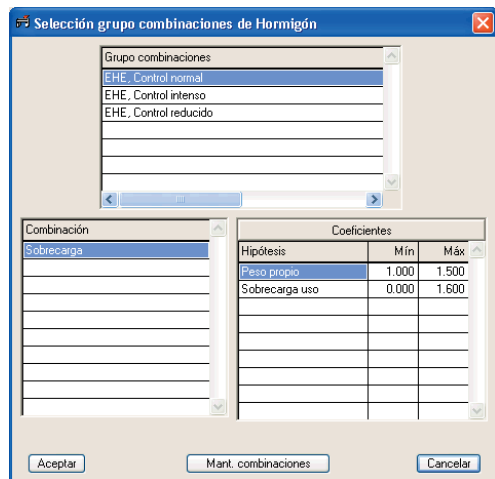 Selección grupo combinaciones de Hormigón
Grupo combinaciones
EHE, Control normal
EHE, Control intenso
EHE, Control reducido
Combinación
Sobrecarga
Coeficientes
Hipótesis Mín Máx
Peso propio 1.000 1.500
Sobrecarga uso 0.000 1.600
Aceptar
Mant. combinaciones
Cancelar